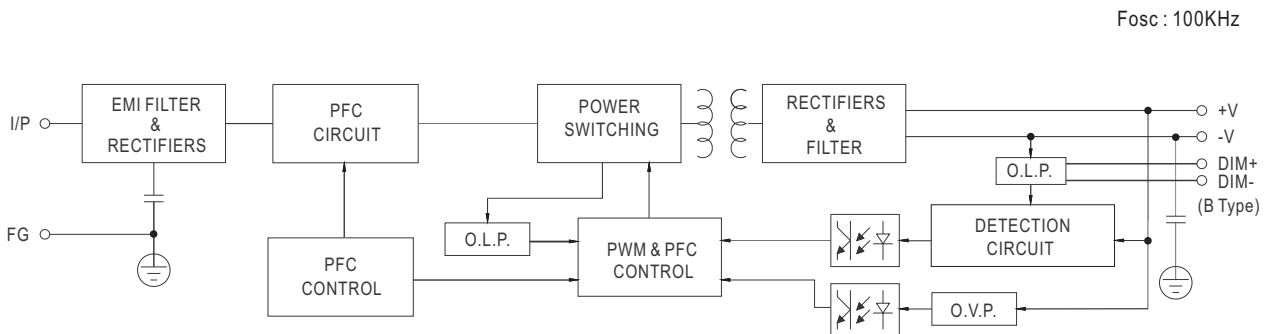 Fosc : 100KHz
I/P
EMI FILTER
&
RECTIFIERS
PFC
CIRCUIT
POWER
SWITCHING
RECTIFIERS
&
FILTER
+V
-V
O.L.P.
DIM+
DIM-
(B Type)
FG
O.L.P.
PFC
CONTROL
PWM & PFC
CONTROL
DETECTION
CIRCUIT
O.V.P.